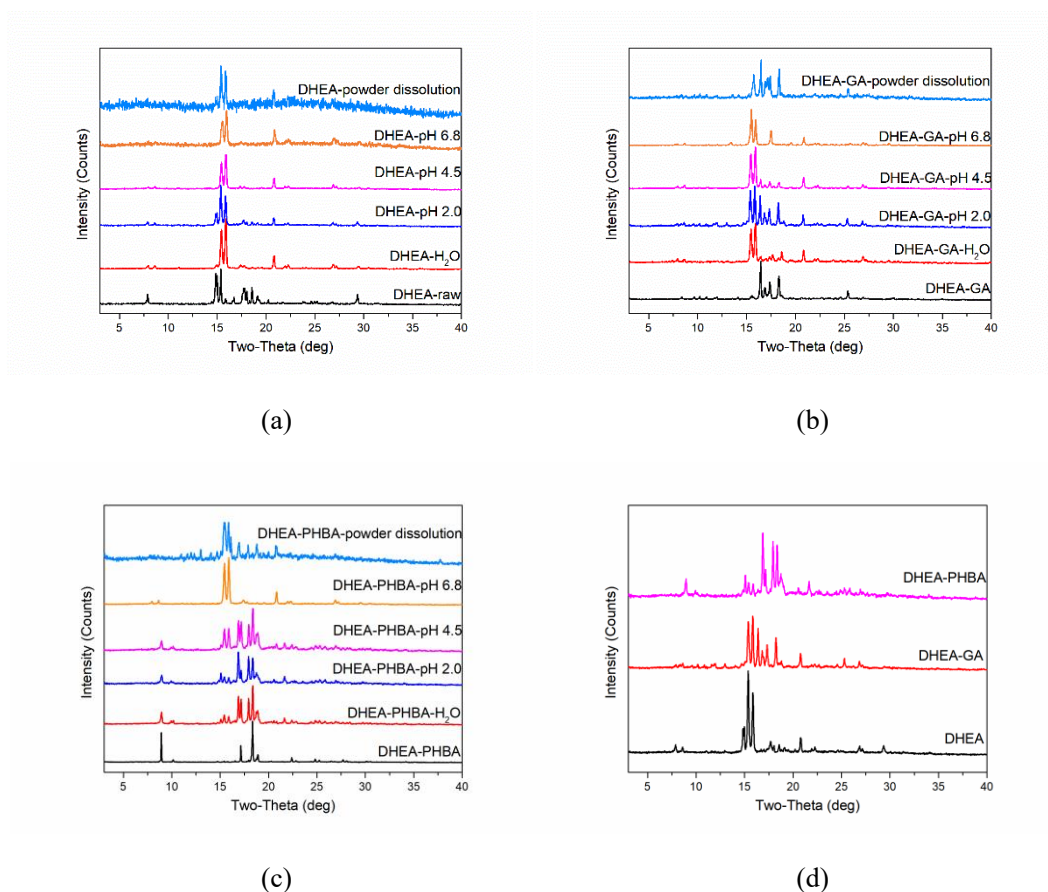 Intensity (Counts)
DHEA-powder dissolution
DHEA-pH 6.8
DHEA-pH 4.5
DHEA-pH 2.0
DHEA-H₂O
DHEA-raw
5 10 15 20 25 30 35 40
Two-Theta (deg)
(a)
Intensity (Counts)
DHEA-GA-powder dissolution
DHEA-GA-pH 6.8
DHEA-GA-pH 4.5
DHEA-GA-pH 2.0
DHEA-GA-H₂O
DHEA-GA
5 10 15 20 25 30 35 40
Two-Theta (deg)
(b)
Intensity (Counts)
DHEA-PHBA-powder dissolution
DHEA-PHBA-pH 6.8
DHEA-PHBA-pH 4.5
DHEA-PHBA-pH 2.0
DHEA-PHBA-H₂O
DHEA-PHBA
5 10 15 20 25 30 35 40
Two-Theta (deg)
(c)
Intensity (Counts)
DHEA-PHBA
DHEA-GA
DHEA
5 10 15 20 25 30 35 40
Two-Theta (deg)
(d)